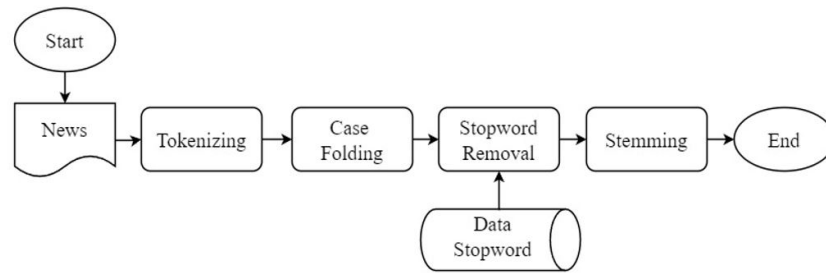 Start
News
Tokenizing
Case
Folding
Stopword
Removal
Stemming
End
Data
Stopword